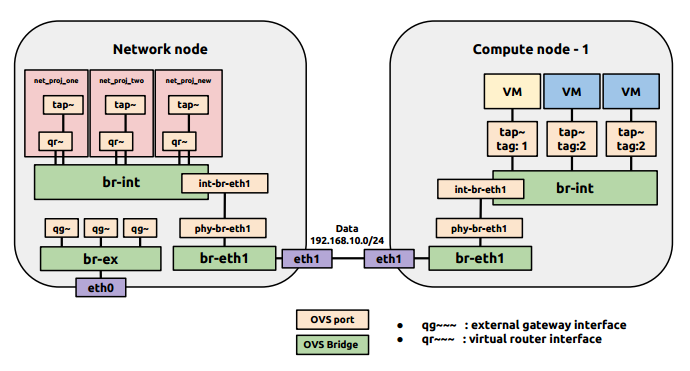 Network node
Compute node - 1
net_proj_one
net_proj_two
net_proj_new
tap~
tap~
tap~
qr~
qr~
qr~
br-int
int-br-eth1
qg~
qg~
qg~
phy-br-eth1
br-ex
br-eth1
eth0
eth1
Data
192.168.10.0/24
eth1
VM
VM
VM
tap~
tag: 1
tap~
tag:2
tap~
tag:2
int-br-eth1
br-int
phy-br-eth1
br-eth1
OVS port
OVS Bridge
● qg~~~ : external gateway interface
● qr~~~ : virtual router interface